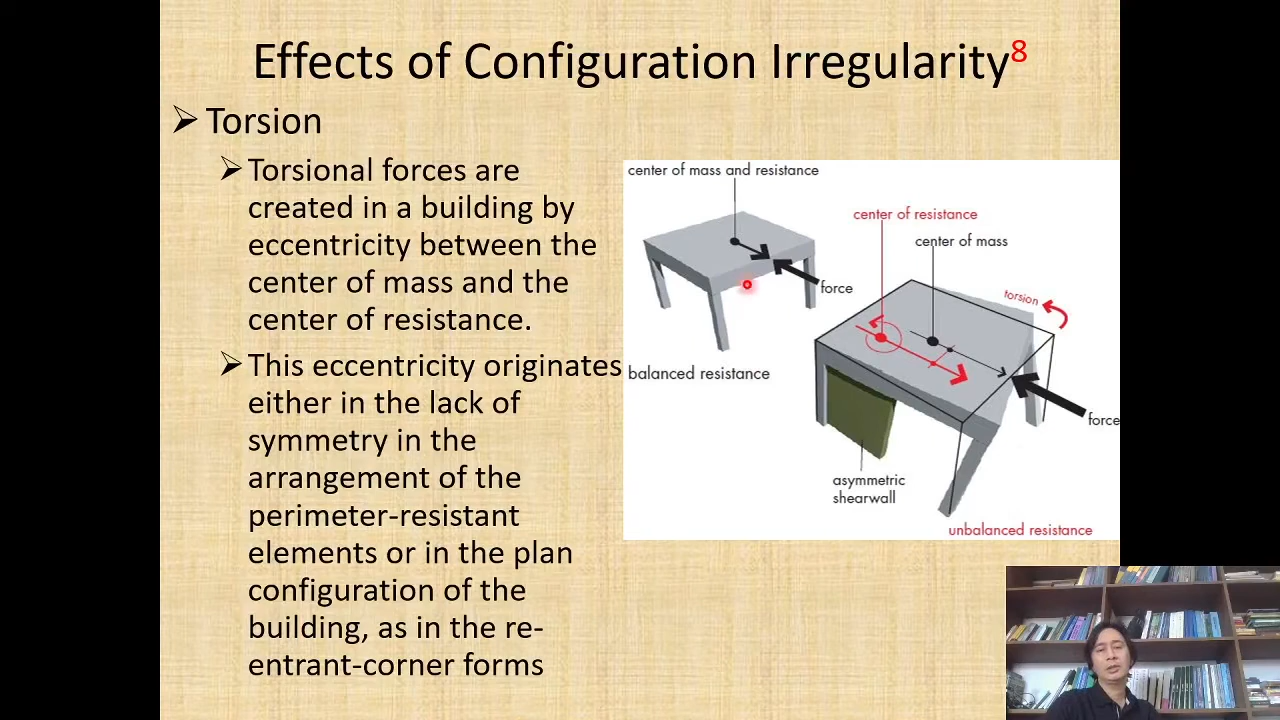 Effects of Configuration Irregularity8
Torsion
Torsional forces are
created in a building by
eccentricity between the
center of mass and the
center of resistance.
This eccentricity originates
either in the lack of
symmetry in the
arrangement of the
perimeter-resistant
elements or in the plan
configuration of the
building, as in the re-
entrant-corner forms
center of mass and resistance
force
balanced resistance
center of resistance
center of mass
torsion
force
asymmetric
shearwall
unbalanced resistance